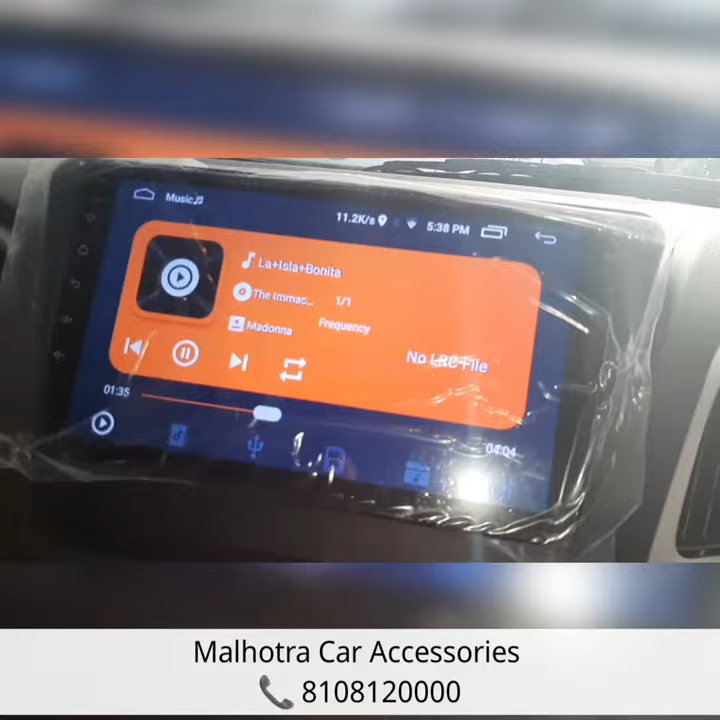 Music
11.2K/s
5:38 PM
La+Isla+Bonita
The Immac... 1/1
Madonna Frequency
No LRC File
01:35
04:04
Malhotra Car Accessories
8108120000